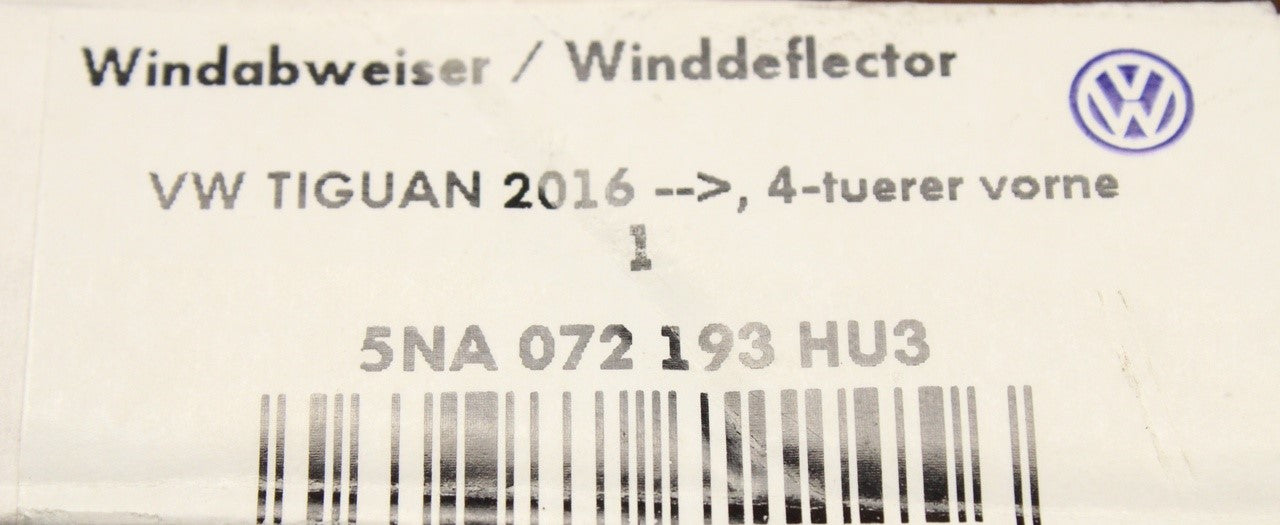 Windabweiser / Winddeflector
VW TIGUAN 2016 -->, 4-tuerer vorne
1
5NA 072 193 HU3